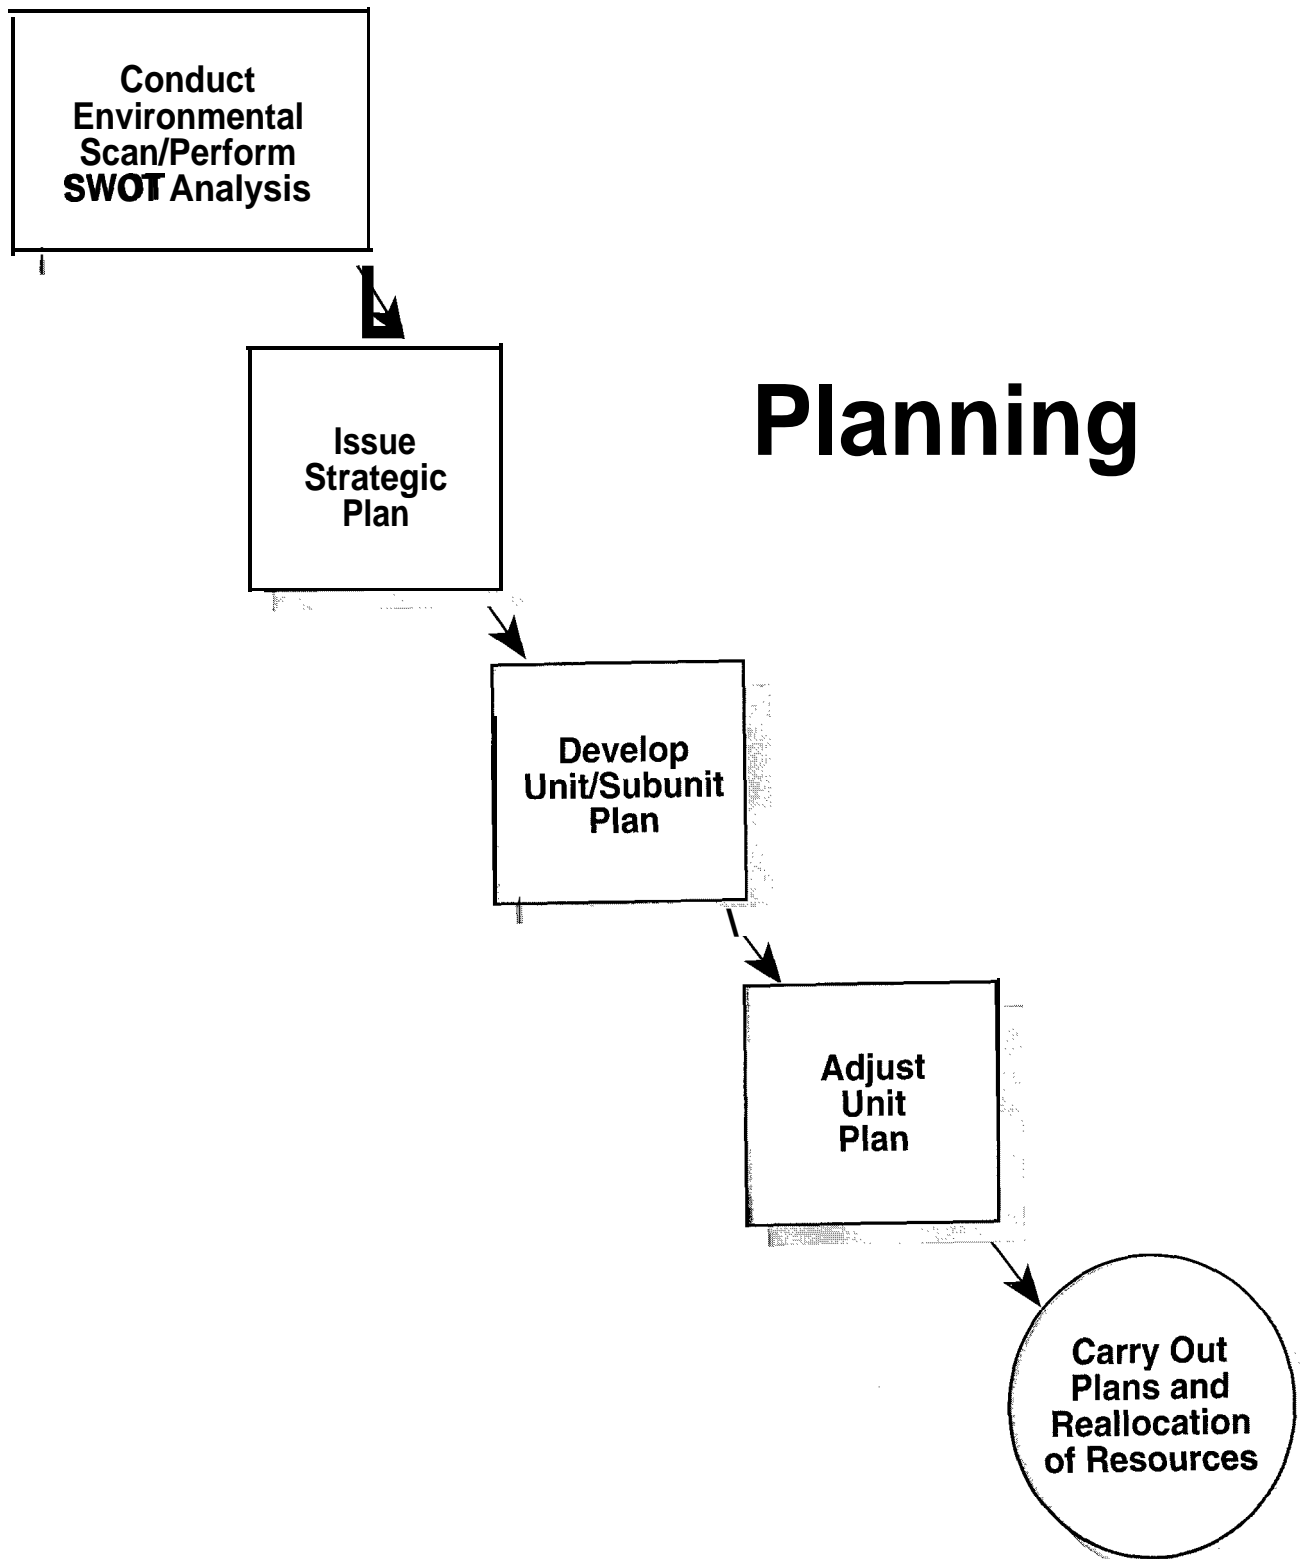 Conduct
Environmental
Scan/Perform
SWOT Analysis
Planning
Issue
Strategic
Plan
Develop
Unit/Subunit
Plan
Adjust
Unit
Plan
Carry Out
Plans and
Reallocation
of Resources